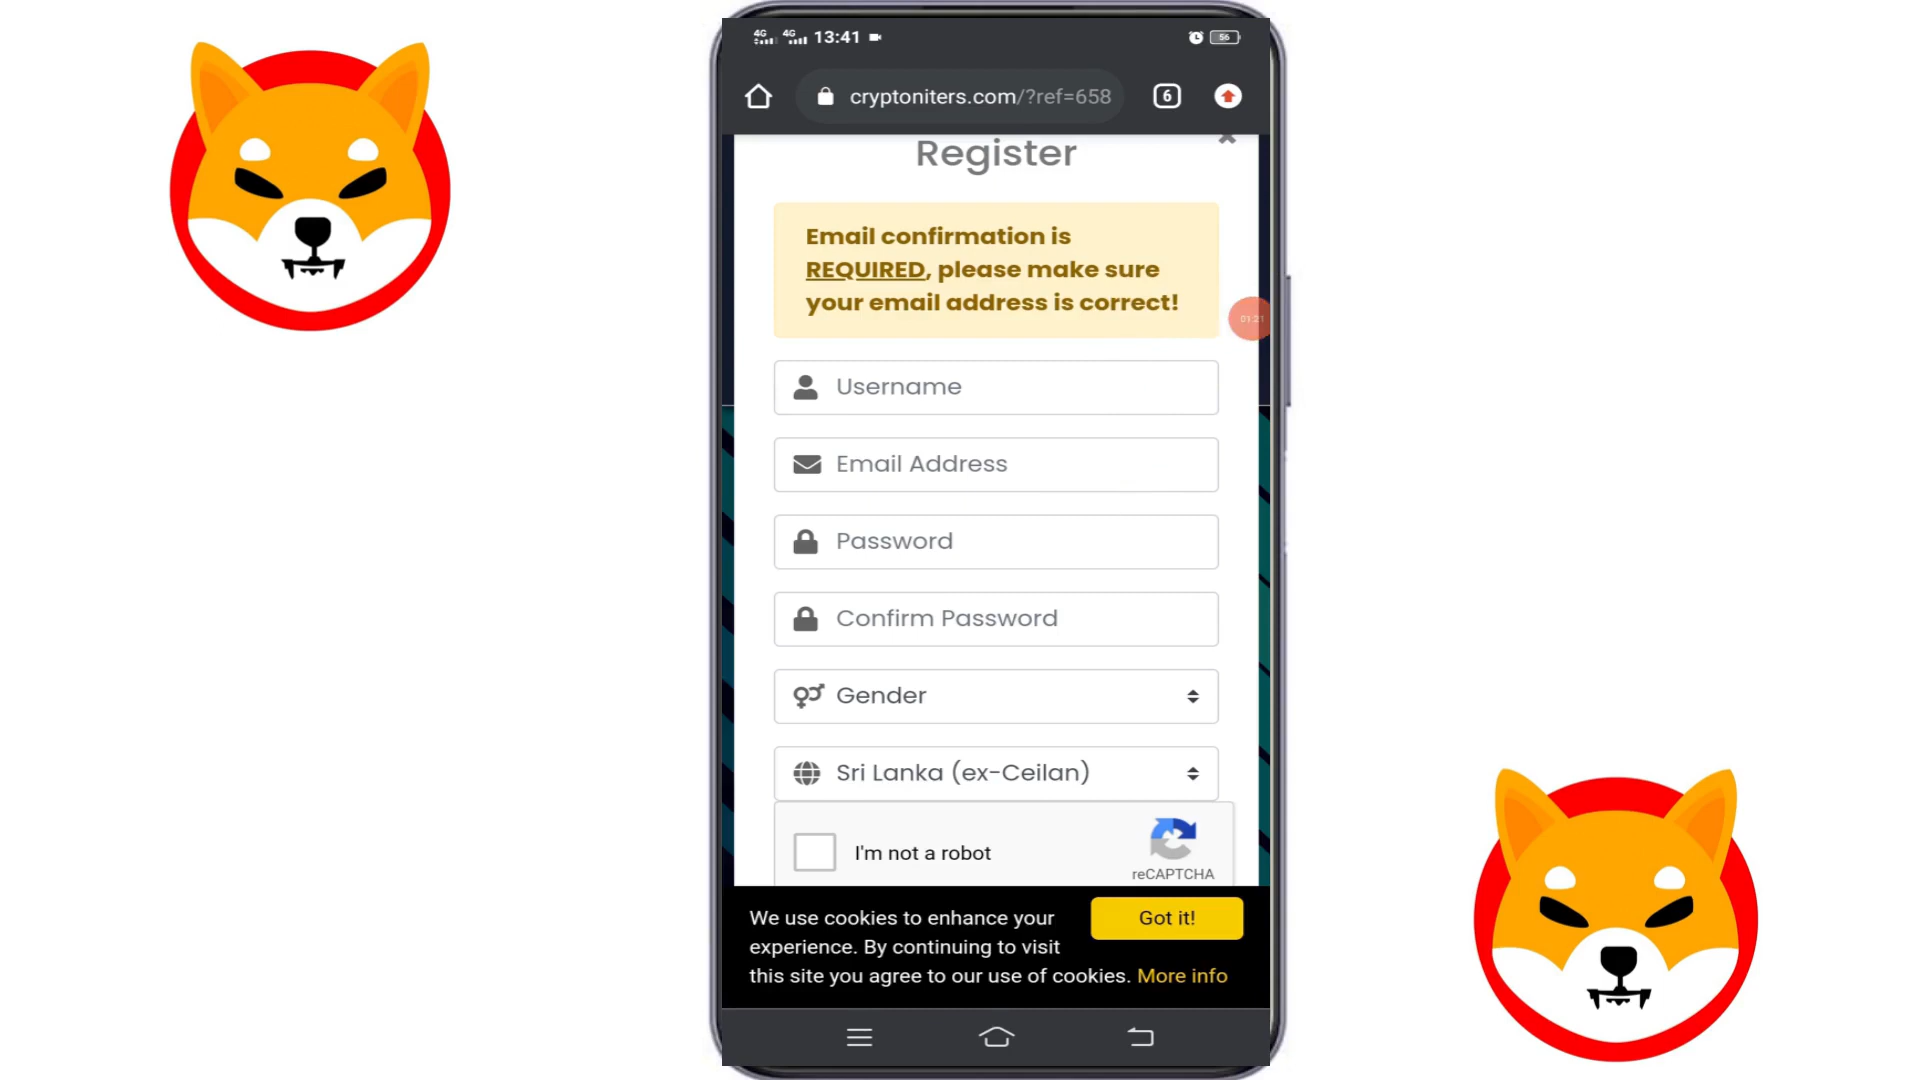 4G 4G 13:41 56
cryptoniters.com/?ref=658 6
Register
Email confirmation is
REQUIRED, please make sure
your email address is correct!
01:21
Username
Email Address
Password
Confirm Password
Gender
Sri Lanka (ex-Ceilan)
I'm not a robot
reCAPTCHA
We use cookies to enhance your
experience. By continuing to visit
this site you agree to our use of cookies. More info
Got it!